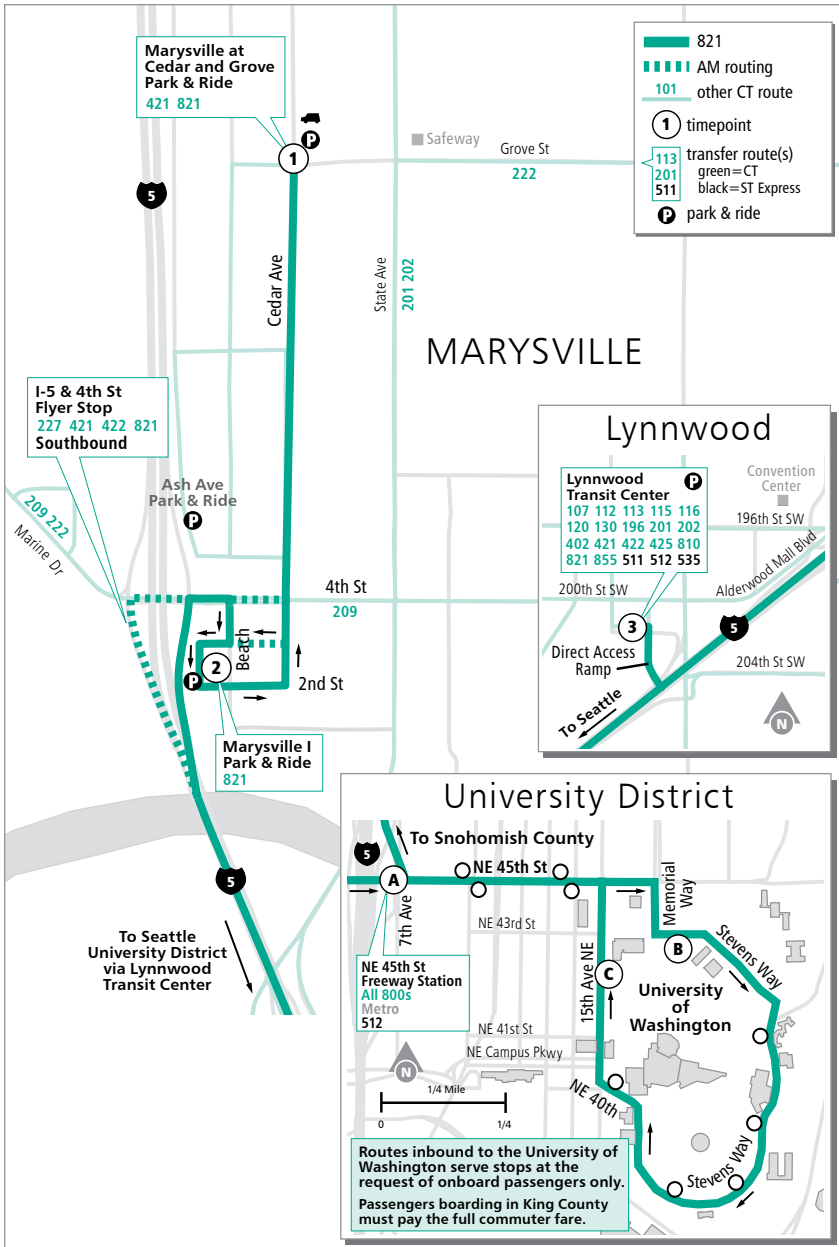 Marysville at
Cedar and Grove
Park & Ride
421 821
P
1
5
Safeway
Grove St
222
821
AM routing
101
other CT route
1
timepoint
113
201
511
transfer route(s)
green=CT
black=ST Express
P
park & ride
Cedar Ave
State Ave
201 202
MARYSVILLE
I-5 & 4th St
Flyer Stop
227 421 422 821
Southbound
Ash Ave
Park & Ride
P
209 222
Marine Dr
4th St
209
Beach
2
P
2nd St
Marysville I
Park & Ride
821
5
To Seattle
University District
via Lynnwood
Transit Center
Lynnwood
Lynnwood
Transit Center
P
107 112 113 115 116
120 130 196 201 202
402 421 422 425 810
821 855 511 512 535
Convention
Center
196th St SW
Alderwood Mall Blvd
200th St SW
3
5
Direct Access
Ramp
204th St SW
To Seattle
N
University District
To Snohomish County
5
NE 45th St
A
7th Ave
Memorial
Way
NE 43rd St
B
Stevens Way
C
15th Ave NE
NE 45th St
Freeway Station
All 800s
Metro
512
University
of
Washington
NE 41st St
NE Campus Pkwy
N
NE 40th
1/4 Mile
0
1/4
Stevens Way
Routes inbound to the University of
Washington serve stops at the
request of onboard passengers only.
Passengers boarding in King County
must pay the full commuter fare.